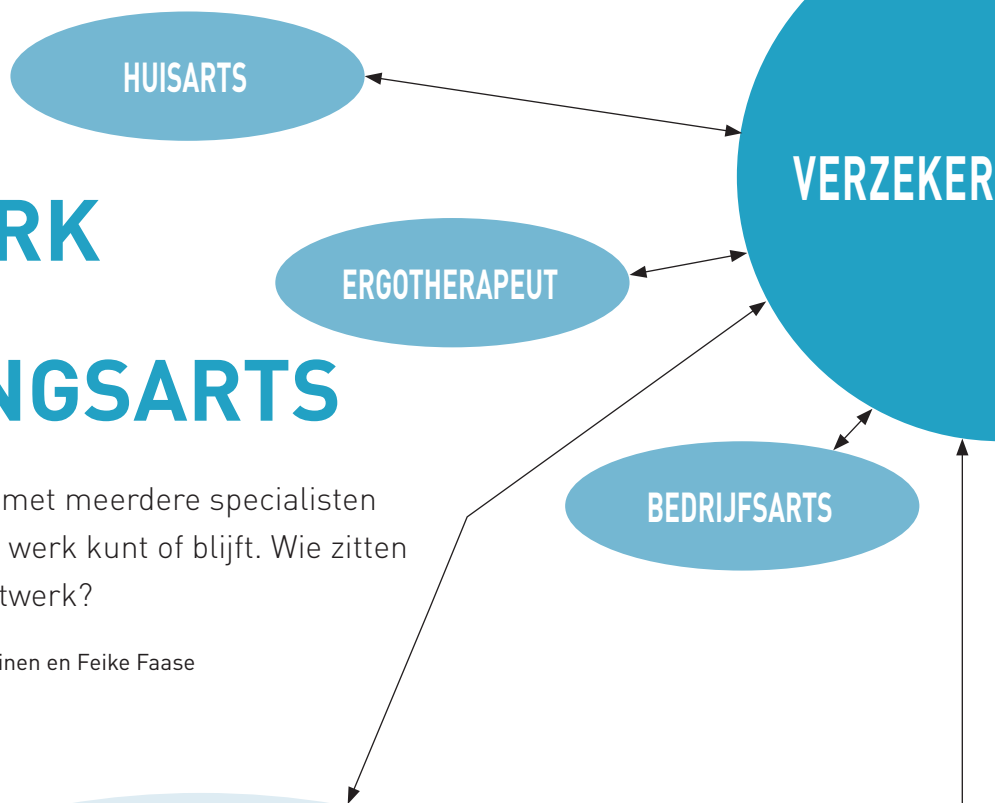 HUISARTS
VERZEKER
RK
ERGOTHERAPEUT
NGSARTS
met meerdere specialisten
werk kunt of blijft. Wie zitten
twerk?
inen en Feike Faase
BEDRIJFSARTS